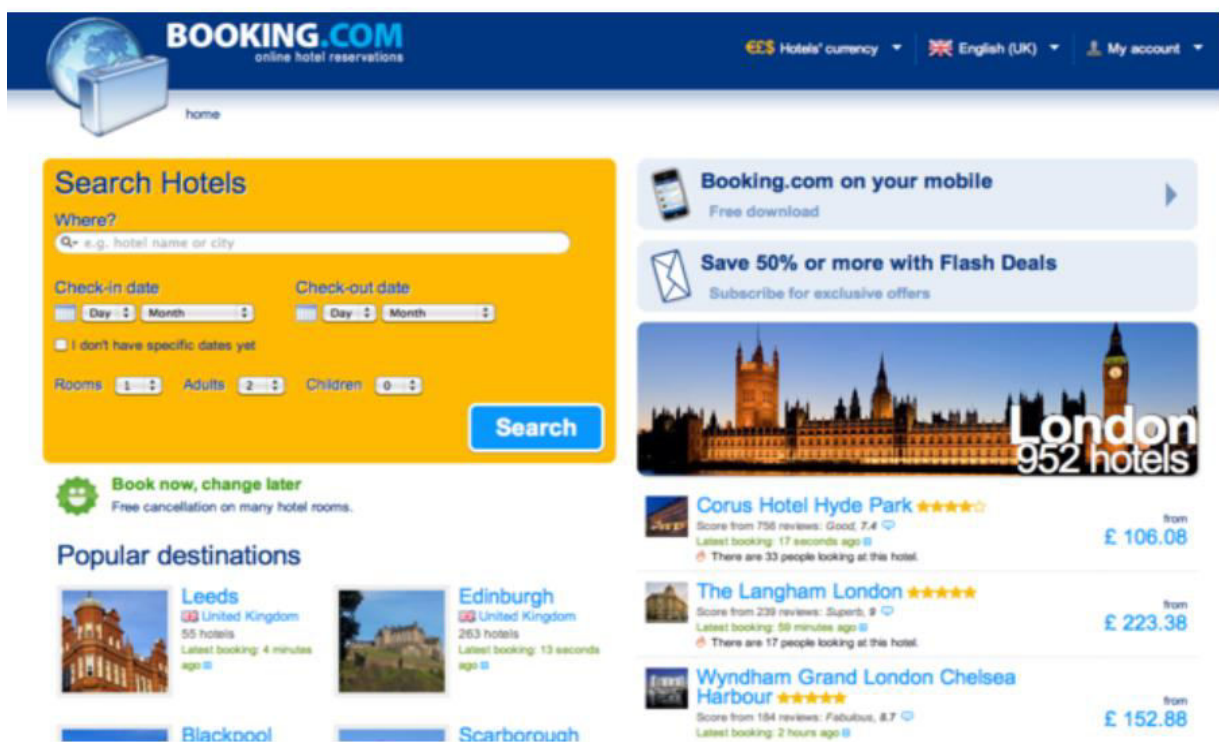 BOOKING.COM
online hotel reservations
€£$ Hotels' currency
English (UK)
My account
home
Search Hotels
Where?
e.g. hotel name or city
Check-in date
Check-out date
Day
Month
Day
Month
I don't have specific dates yet
Rooms 1 Adults 2 Children 0
Search
Book now, change later
Free cancellation on many hotel rooms.
Popular destinations
Leeds
United Kingdom
55 hotels
Latest booking: 4 minutes
ago
Edinburgh
United Kingdom
263 hotels
Latest booking: 13 seconds
ago
Blackpool
Scarborough
Booking.com on your mobile
Free download
Save 50% or more with Flash Deals
Subscribe for exclusive offers
London
952 hotels
Corus Hotel Hyde Park
Score from 756 reviews: Good, 7.4
Latest booking: 17 seconds ago
There are 33 people looking at this hotel.
from
£ 106.08
The Langham London
Score from 239 reviews: Superb, 9
Latest booking: 59 minutes ago
There are 17 people looking at this hotel.
from
£ 223.38
Wyndham Grand London Chelsea
Harbour
Score from 184 reviews: Fabulous, 8.7
Latest booking: 2 hours ago
from
£ 152.88